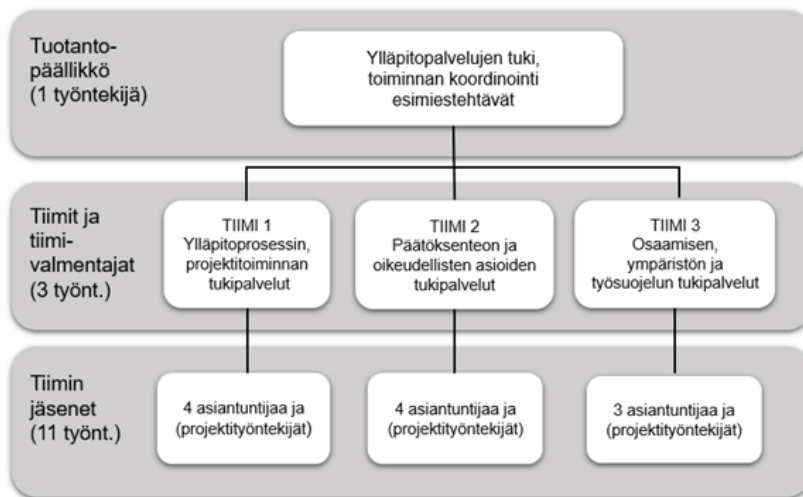 Tuotanto-
päällikkö
(1 työntekijä)
Ylläpitopalvelujen tuki,
toiminnan koordinointi
esimiestehtävät
Tiimit ja
tiimi-
valmentajat
(3 työnt.)
TIIMI 1
Ylläpitoprosessin,
projektitoiminnan
tukipalvelut
TIIMI 2
Päätöksenteon ja
oikeudellisten asioiden
tukipalvelut
TIIMI 3
Osaamisen,
ympäristön ja
työsuojelun tukipalvelut
Tiimin
jäsenet
(11 työnt.)
4 asiantuntijaa ja
(projektityöntekijät)
4 asiantuntijaa ja
(projektityöntekijät)
3 asiantuntijaa ja
(projektityöntekijät)